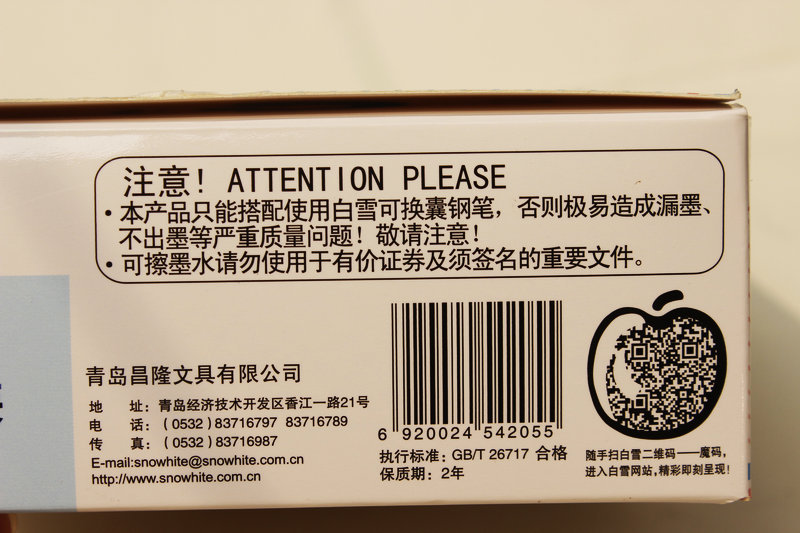 注意! ATTENTION PLEASE
·本产品只能搭配使用白雪可换囊钢笔，否则极易造成漏墨、
不出墨等严重质量问题！敬请注意！
·可擦墨水请勿使用于有价证券及须签名的重要文件。
青岛昌隆文具有限公司
地 址：青岛经济技术开发区香江一路21号
电 话：(0532)83716797 83716789
传 真：(0532)83716987
E-mail:snowhite@snowhite.com.cn
http://www.snowhite.com.cn
6 920024 542055
执行标准：GB/T 26717 合格
保质期：2年
随手扫白雪二维码——魔码，
进入白雪网站，精彩即刻呈现！